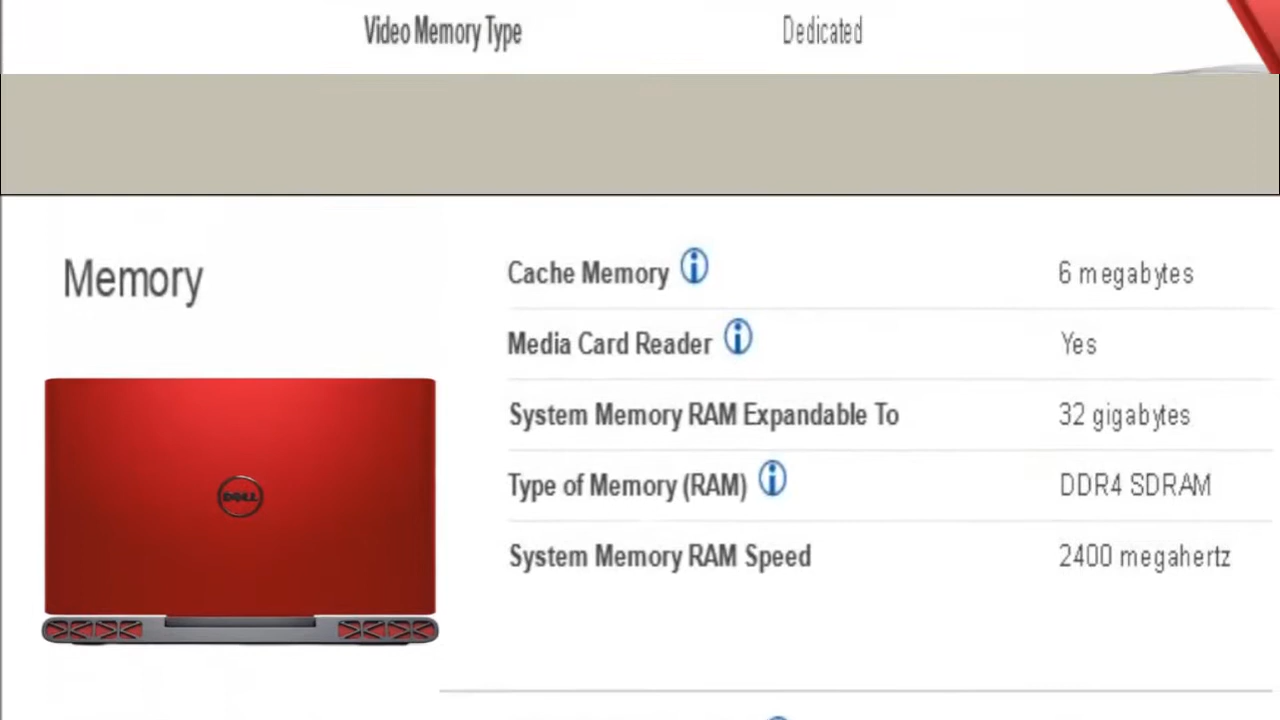 Video Memory Type Dedicated
Memory
Cache Memory 6 megabytes
Media Card Reader Yes
System Memory RAM Expandable To 32 gigabytes
Type of Memory (RAM) DDR4 SDRAM
System Memory RAM Speed 2400 megahertz
DELL